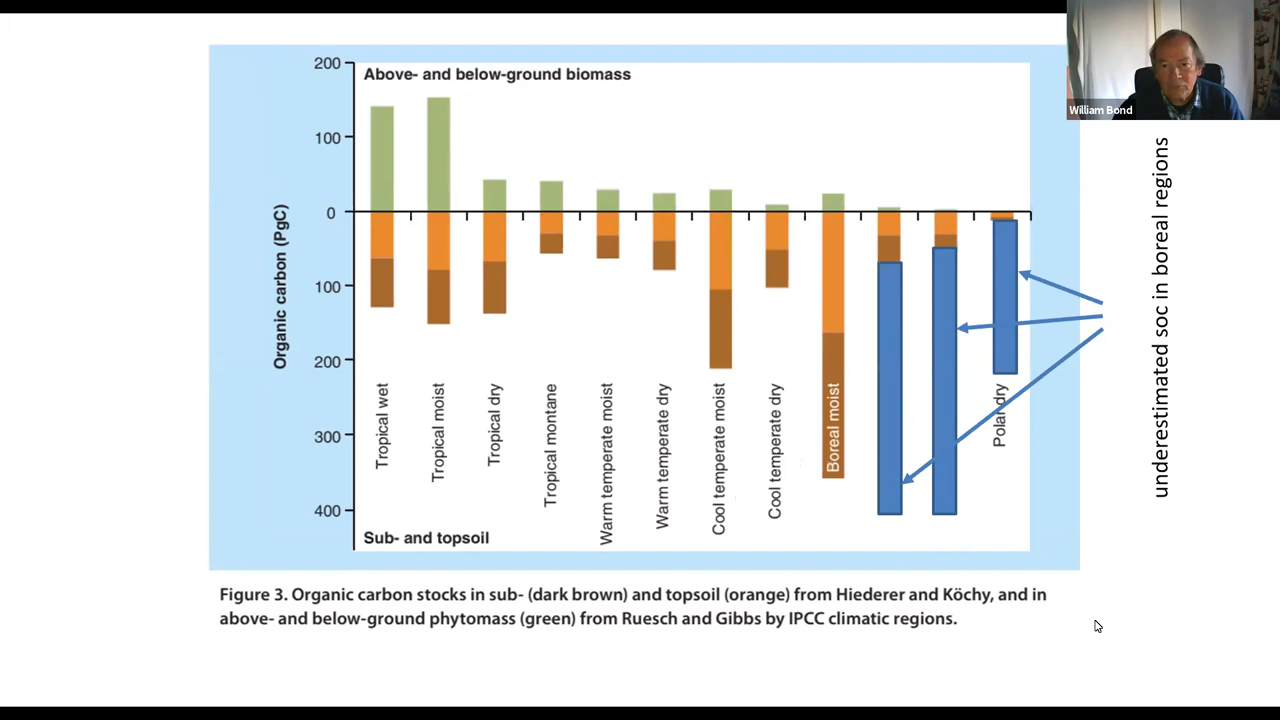 William Bond
200
Above- and below-ground biomass
100
0
100
200
300
400
Organic carbon (PgC)
Tropical wet
Tropical moist
Tropical dry
Tropical montane
Warm temperate moist
Warm temperate dry
Cool temperate moist
Cool temperate dry
Boreal moist
Polar dry
Sub- and topsoil
underestimated soc in boreal regions
Figure 3. Organic carbon stocks in sub- (dark brown) and topsoil (orange) from Hiederer and Köchy, and in
above- and below-ground phytomass (green) from Ruesch and Gibbs by IPCC climatic regions.